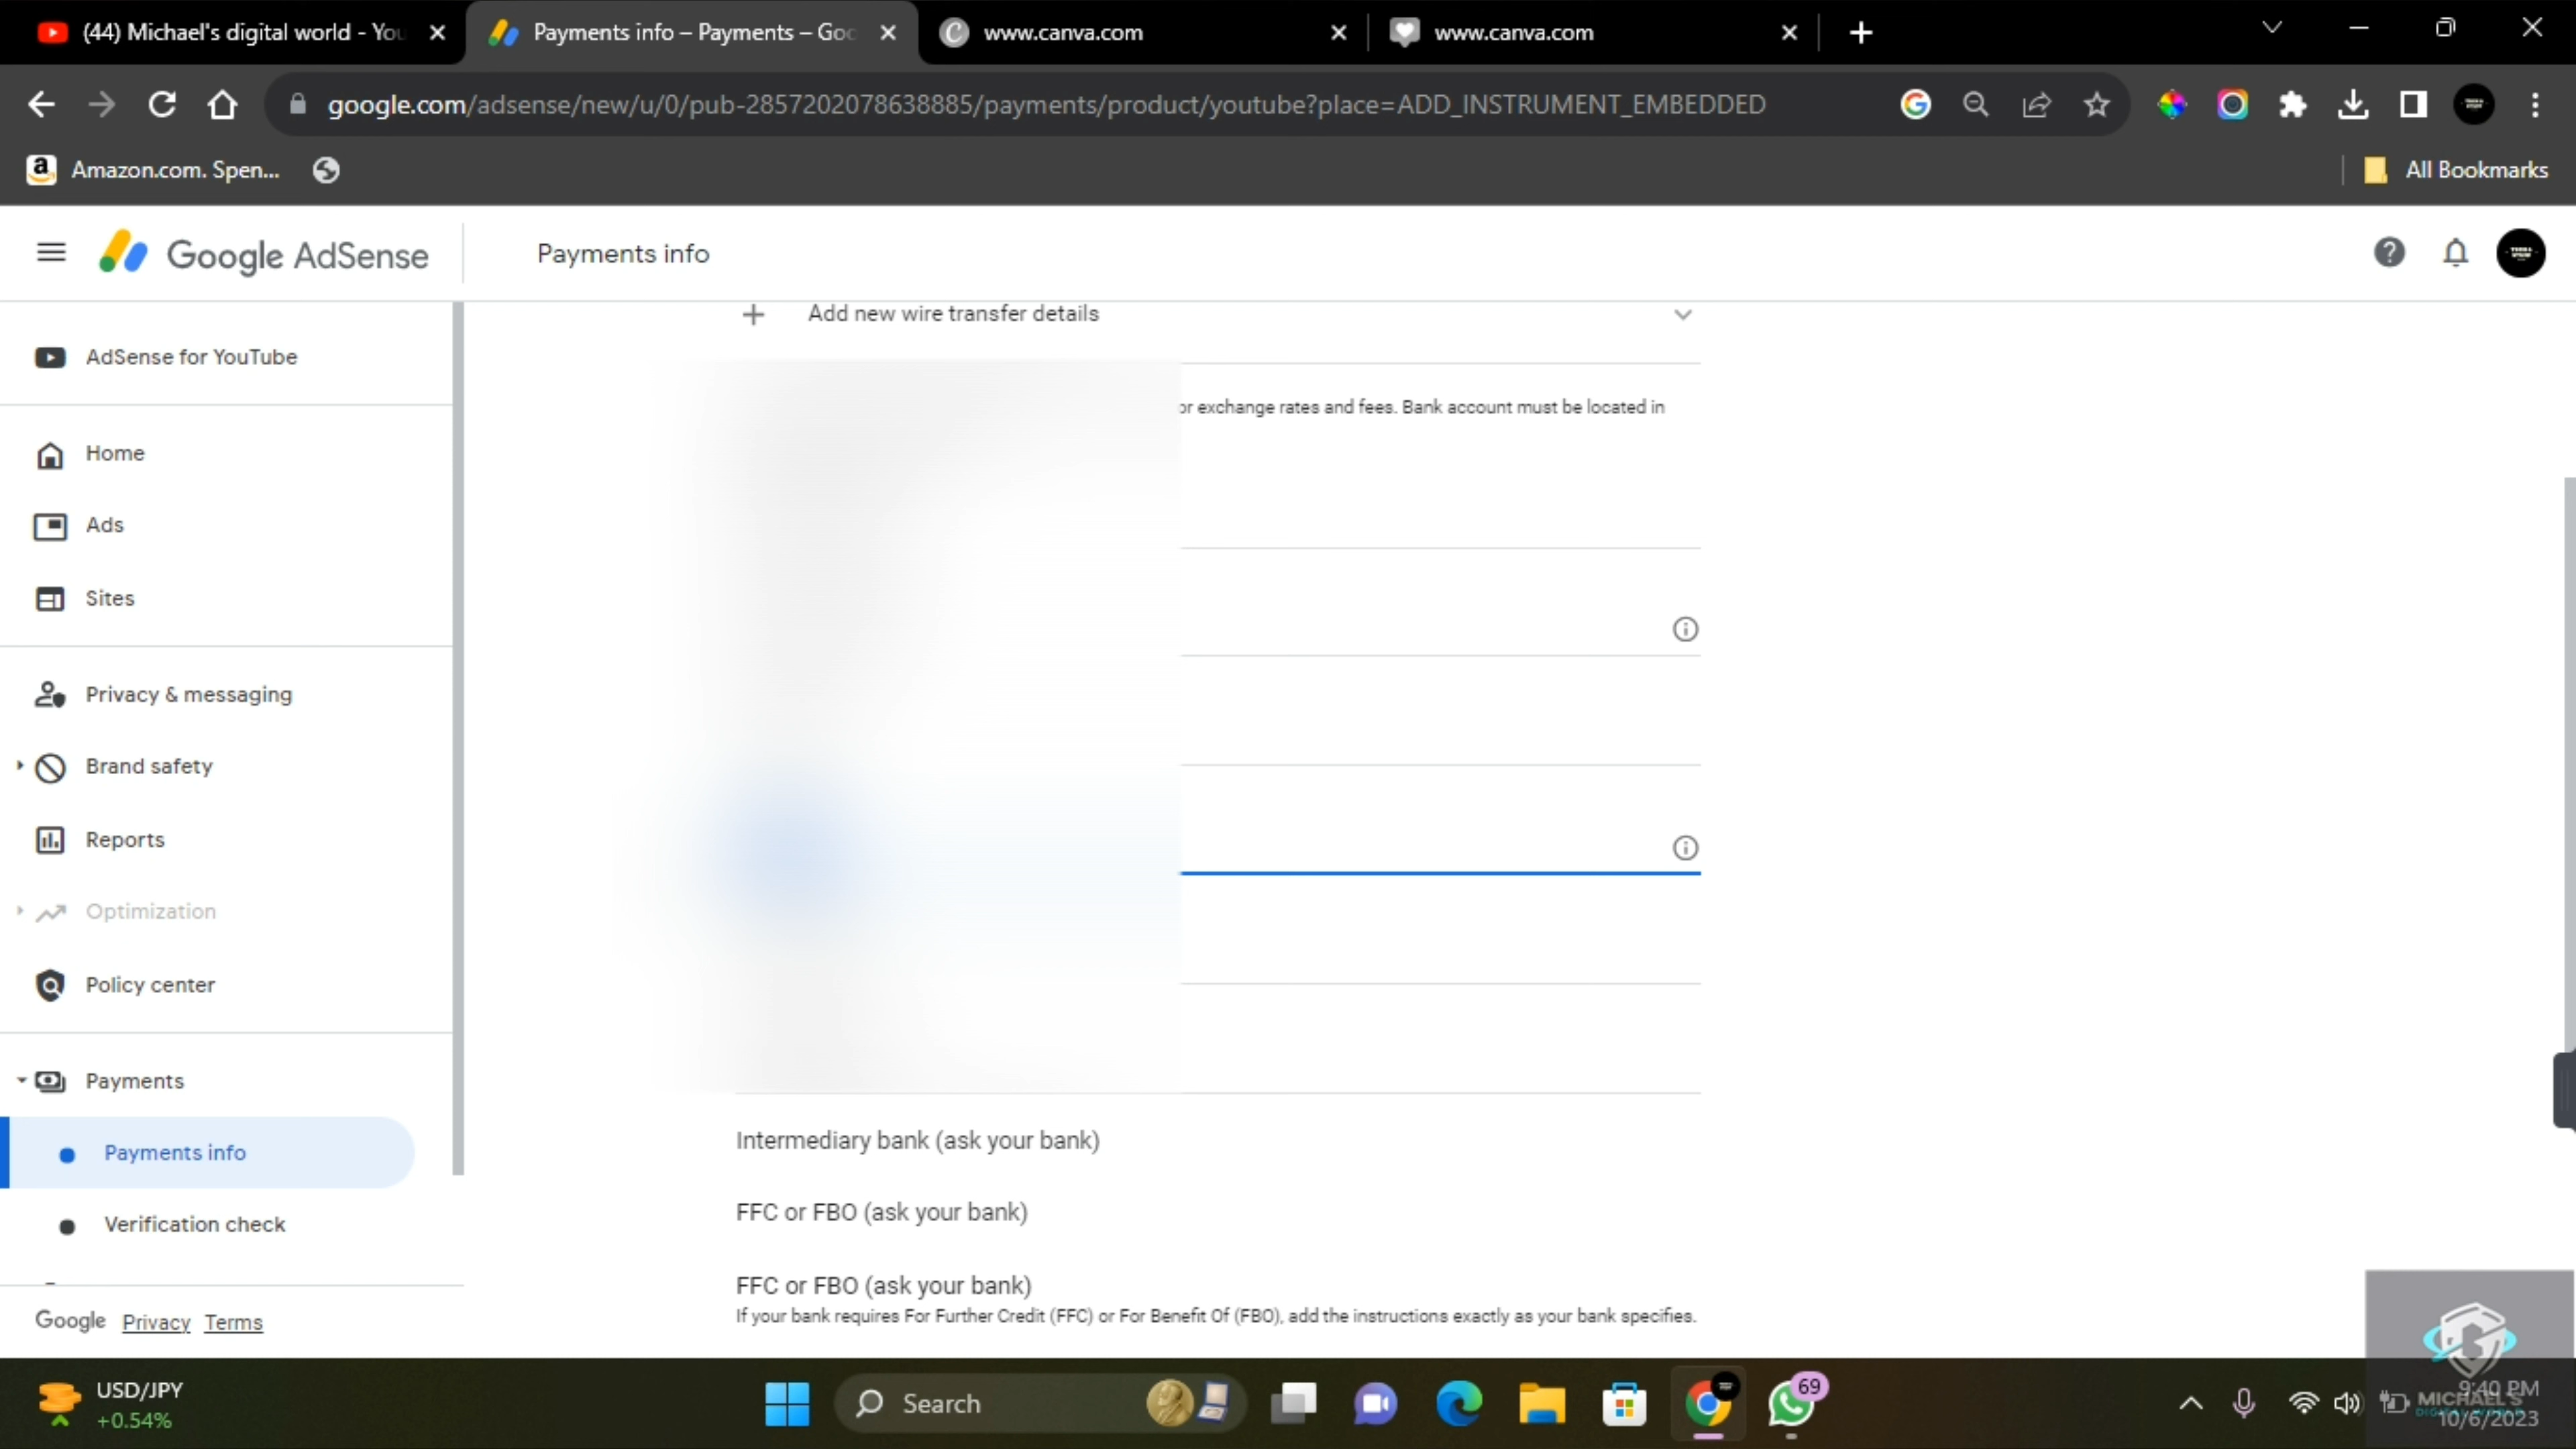 (44) Michael's digital world - You
Payments info – Payments – Goo
www.canva.com
www.canva.com
google.com/adsense/new/u/0/pub-2857202078638885/payments/product/youtube?place=ADD_INSTRUMENT_EMBEDDED
Amazon.com. Spen...
All Bookmarks
Google AdSense
Payments info
Add new wire transfer details
or exchange rates and fees. Bank account must be located in
AdSense for YouTube
Home
Ads
Sites
Privacy & messaging
Brand safety
Reports
Optimization
Policy center
Payments
Payments info
Verification check
Intermediary bank (ask your bank)
FFC or FBO (ask your bank)
FFC or FBO (ask your bank)
If your bank requires For Further Credit (FFC) or For Benefit Of (FBO), add the instructions exactly as your bank specifies.
Google Privacy Terms
USD/JPY
+0.54%
Search
69
9:40 PM
MICHAEL'S
10/6/2023